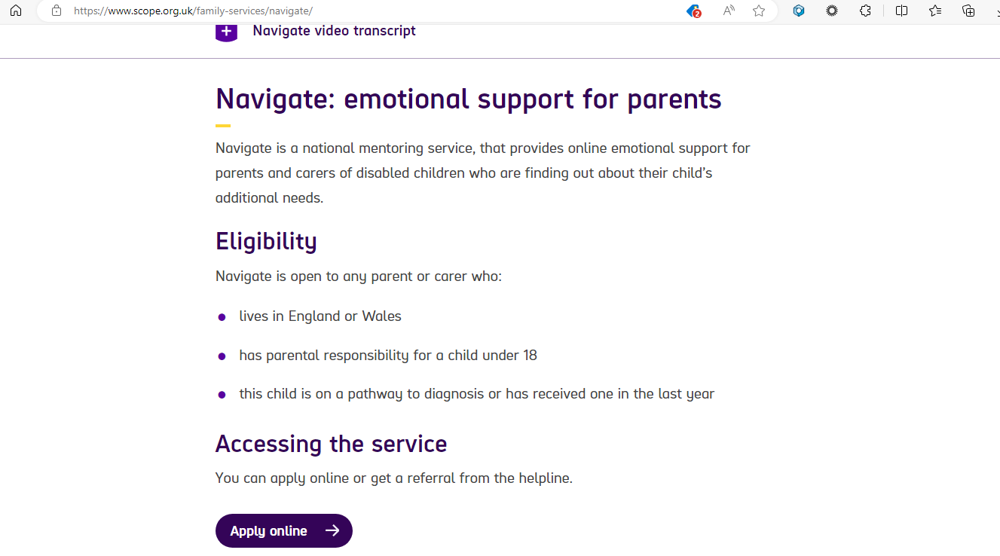 https://www.scope.org.uk/family-services/navigate/
2
A
Navigate video transcript
Navigate: emotional support for parents
Navigate is a national mentoring service, that provides online emotional support for
parents and carers of disabled children who are finding out about their child’s
additional needs.
Eligibility
Navigate is open to any parent or carer who:
lives in England or Wales
has parental responsibility for a child under 18
this child is on a pathway to diagnosis or has received one in the last year
Accessing the service
You can apply online or get a referral from the helpline.
Apply online